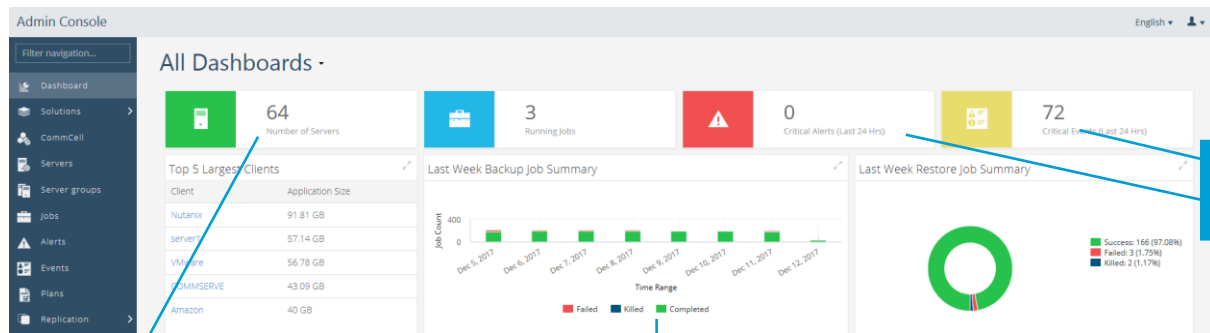 Admin Console
English
Filter navigation...
Dashboard
Solutions
CommCell
Servers
Server groups
Jobs
Alerts
Events
Plans
Replication
All Dashboards
64
Number of Servers
3
Running Jobs
0
Critical Alerts (Last 24 Hrs)
72
Critical Events (Last 24 Hrs)
Top 5 Largest Clients
Client Application Size
Nutanix 91.81 GB
server1 57.14 GB
VMware 56.78 GB
COMMSERVE 43.09 GB
Amazon 40 GB
Last Week Backup Job Summary
Job Count
400
0
Dec 5, 2017 Dec 6, 2017 Dec 7, 2017 Dec 8, 2017 Dec 9, 2017 Dec 10, 2017 Dec 11, 2017 Dec 12, 2017
Time Range
Failed Killed Completed
Last Week Restore Job Summary
Success: 166 (97.08%)
Failed: 3 (1.75%)
Killed: 2 (1.17%)